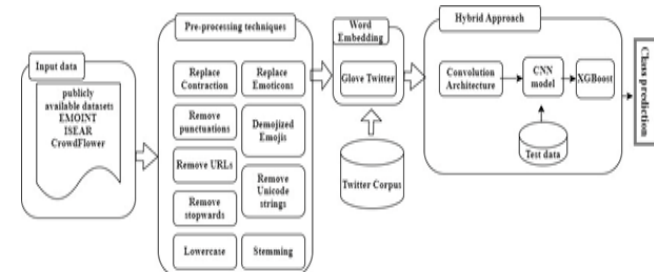 Input data
publicly
available datasets
EMOINT
ISEAR
CrowdFlower
Pre-processing techniques
Replace
Contraction
Replace
Emoticons
Remove
punctuations
Demojized
Emojis
Remove URLs
Remove
Unicode
strings
Remove
stopwards
Lowercase
Stemming
Word
Embedding
Glove Twitter
Twitter Corpus
Hybrid Approach
Convolution
Architecture
CNN
model
XGBoost
Test data
Class prediction